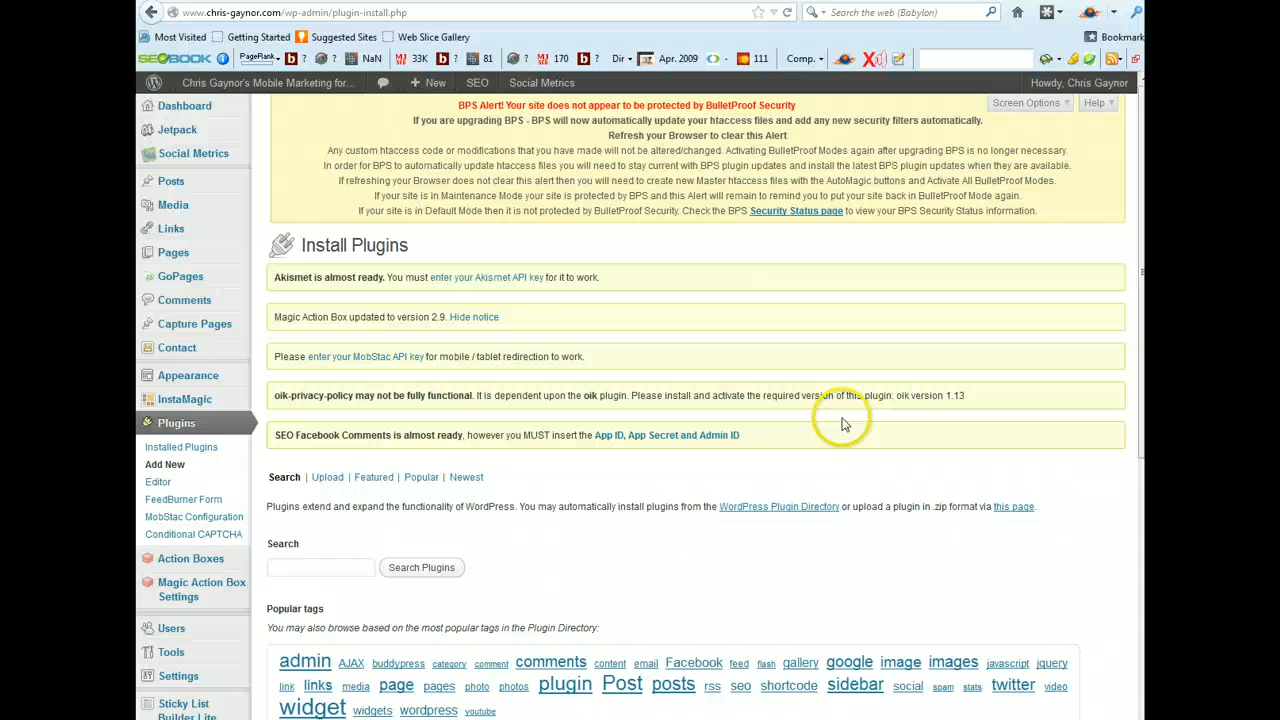 www.chris-gaynor.com/wp-admin/plugin-install.php
Search the web (Babylon)
Most Visited Getting Started Suggested Sites Web Slice Gallery Bookmark
SEOBOOK PageRank b ? ? NaN 33K b ? 81 ? 170 b ? Dir Apr. 2009 111 Comp.
Chris Gaynor's Mobile Marketing for... + New SEO Social Metrics Howdy, Chris Gaynor
Screen Options Help
Dashboard
Jetpack
Social Metrics
Posts
Media
Links
Pages
GoPages
Comments
Capture Pages
Contact
Appearance
InstaMagic
Plugins
Installed Plugins
Add New
Editor
FeedBurner Form
MobStac Configuration
Conditional CAPTCHA
Action Boxes
Magic Action Box
Settings
Users
Tools
Settings
Sticky List
Builder Lite
BPS Alert! Your site does not appear to be protected by BulletProof Security
If you are upgrading BPS - BPS will now automatically update your htaccess files and add any new security filters automatically.
Refresh your Browser to clear this Alert
Any custom htaccess code or modifications that you have made will not be altered/changed. Activating BulletProof Modes again after upgrading BPS is no longer necessary.
In order for BPS to automatically update htaccess files you will need to stay current with BPS plugin updates and install the latest BPS plugin updates when they are available.
If refreshing your Browser does not clear this alert then you will need to create new Master htaccess files with the AutoMagic buttons and Activate All BulletProof Modes.
If your site is in Maintenance Mode your site is protected by BPS and this Alert will remain to remind you to put your site back in BulletProof Mode again.
If your site is in Default Mode then it is not protected by BulletProof Security. Check the BPS Security Status page to view your BPS Security Status information.
Install Plugins
Akismet is almost ready. You must enter your Akismet API key for it to work.
Magic Action Box updated to version 2.9. Hide notice
Please enter your MobStac API key for mobile / tablet redirection to work.
oik-privacy-policy may not be fully functional. It is dependent upon the oik plugin. Please install and activate the required version of this plugin: oik version 1.13
SEO Facebook Comments is almost ready, however you MUST insert the App ID, App Secret and Admin ID
Search | Upload | Featured | Popular | Newest
Plugins extend and expand the functionality of WordPress. You may automatically install plugins from the WordPress Plugin Directory or upload a plugin in .zip format via this page.
Search
Search Plugins
Popular tags
You may also browse based on the most popular tags in the Plugin Directory:
admin AJAX buddypress category comment comments content email Facebook feed flash gallery google image images javascript jquery
link links media page pages photo photos plugin Post posts rss seo shortcode sidebar social spam stats twitter video
widget widgets wordpress youtube